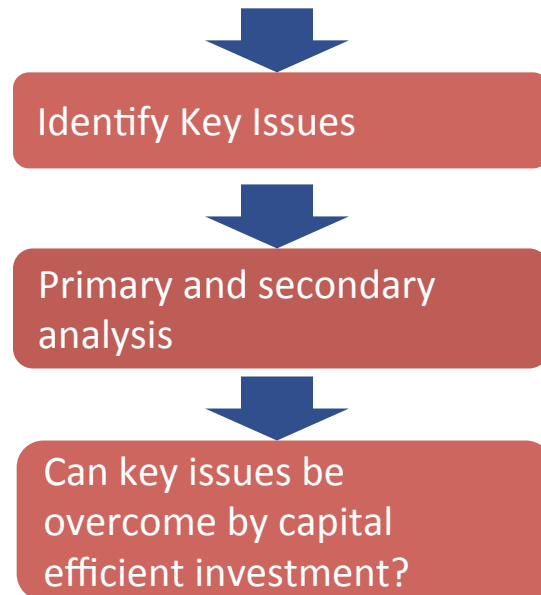 Identify Key Issues
Primary and secondary
analysis
Can key issues be
overcome by capital
efficient investment?